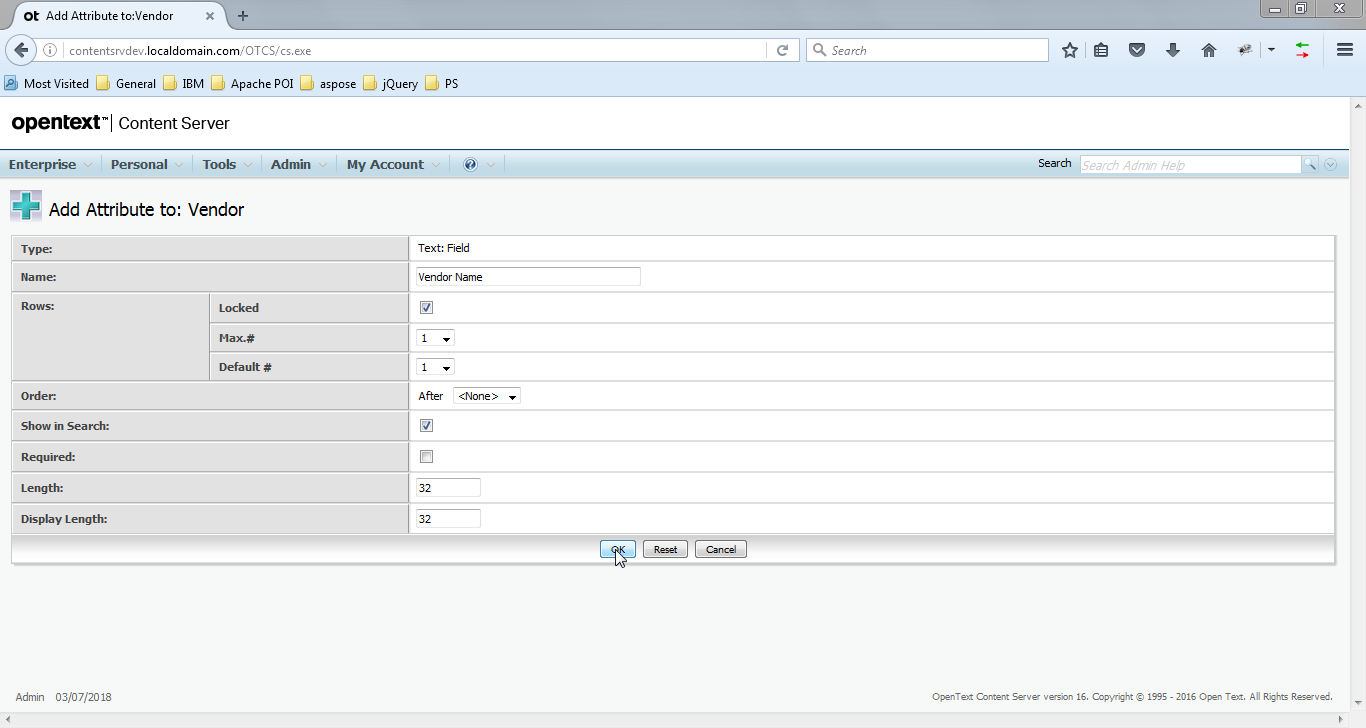 ot Add Attribute to:Vendor
contentsrvdev.localdomain.com/OTCS/cs.exe
Search
Most Visited General IBM Apache POI aspose jQuery PS
opentext™ | Content Server
Enterprise Personal Tools Admin My Account
Search Search Admin Help
Add Attribute to: Vendor
Type: Text: Field
Name: Vendor Name
Rows: Locked
Max.# 1
Default # 1
Order: After <None>
Show in Search:
Required:
Length: 32
Display Length: 32
OK Reset Cancel
Admin 03/07/2018
OpenText Content Server version 16. Copyright © 1995 - 2016 Open Text. All Rights Reserved.